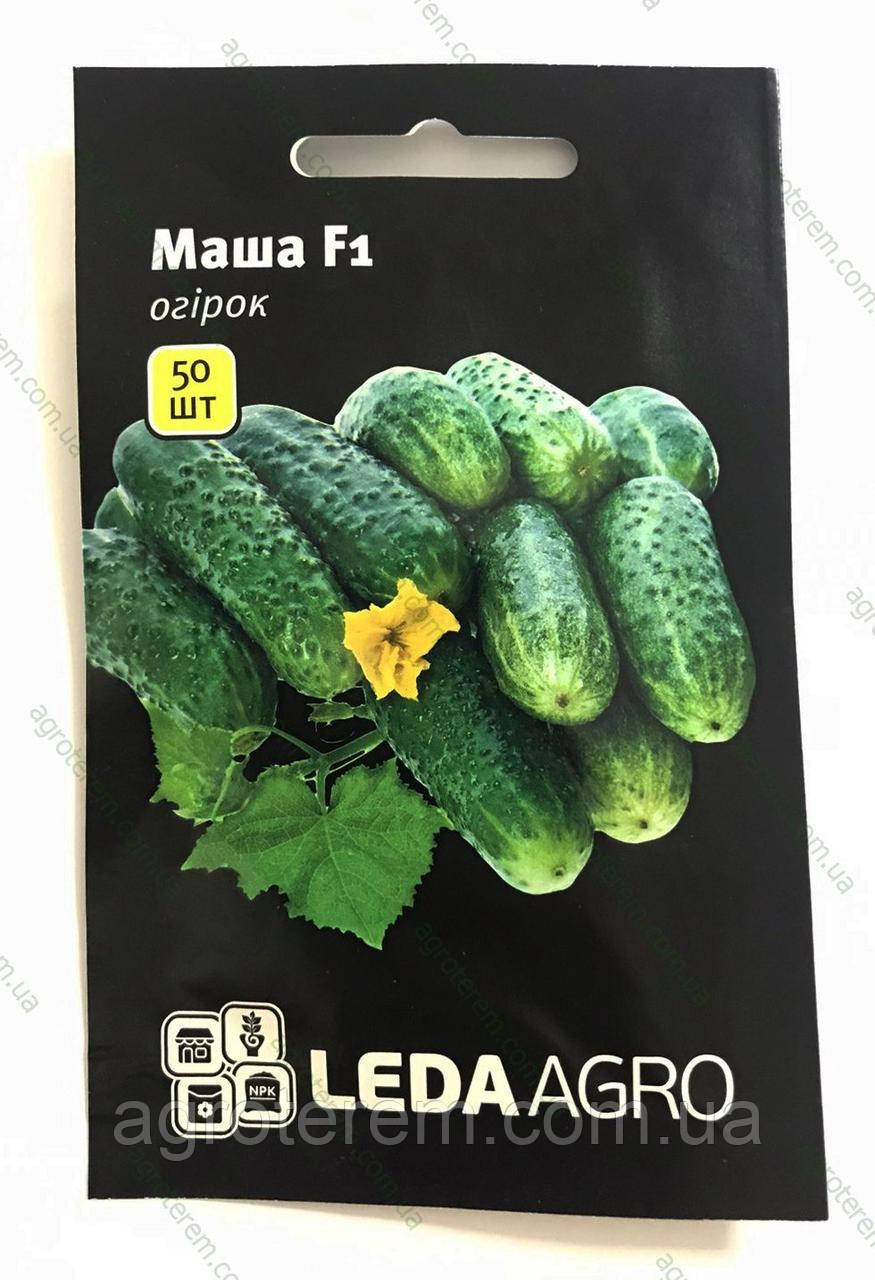 Маша F1
огірок
50
шт
NPK
LEDAAGRO
agroterem.com.ua